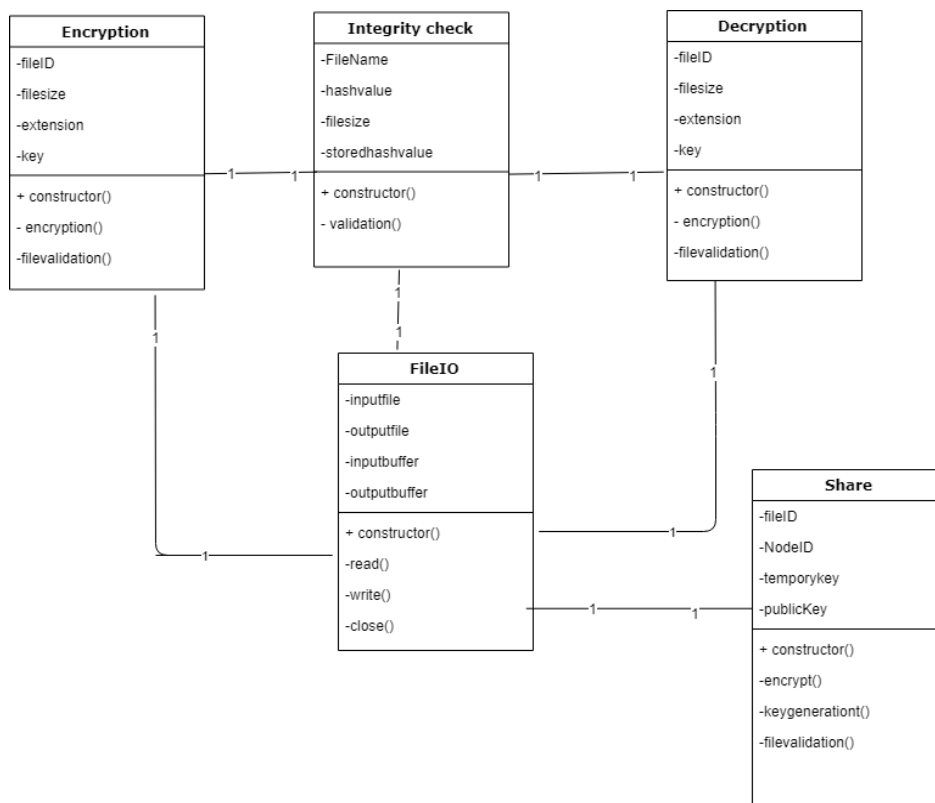 Encryption
-fileID
-filesize
-extension
-key
+ constructor()
- encryption()
-filevalidation()
Integrity check
-FileName
-hashvalue
-filesize
-storedhashvalue
+ constructor()
- validation()
Decryption
-fileID
-filesize
-extension
-key
+ constructor()
- encryption()
-filevalidation()
1
1
1
1
1
1
1
1
1
1
FileIO
-inputfile
-outputfile
-inputbuffer
-outputbuffer
+ constructor()
-read()
-write()
-close()
1
1
Share
-fileID
-NodeID
-temporykey
-publicKey
+ constructor()
-encrypt()
-keygenerationt()
-filevalidation()